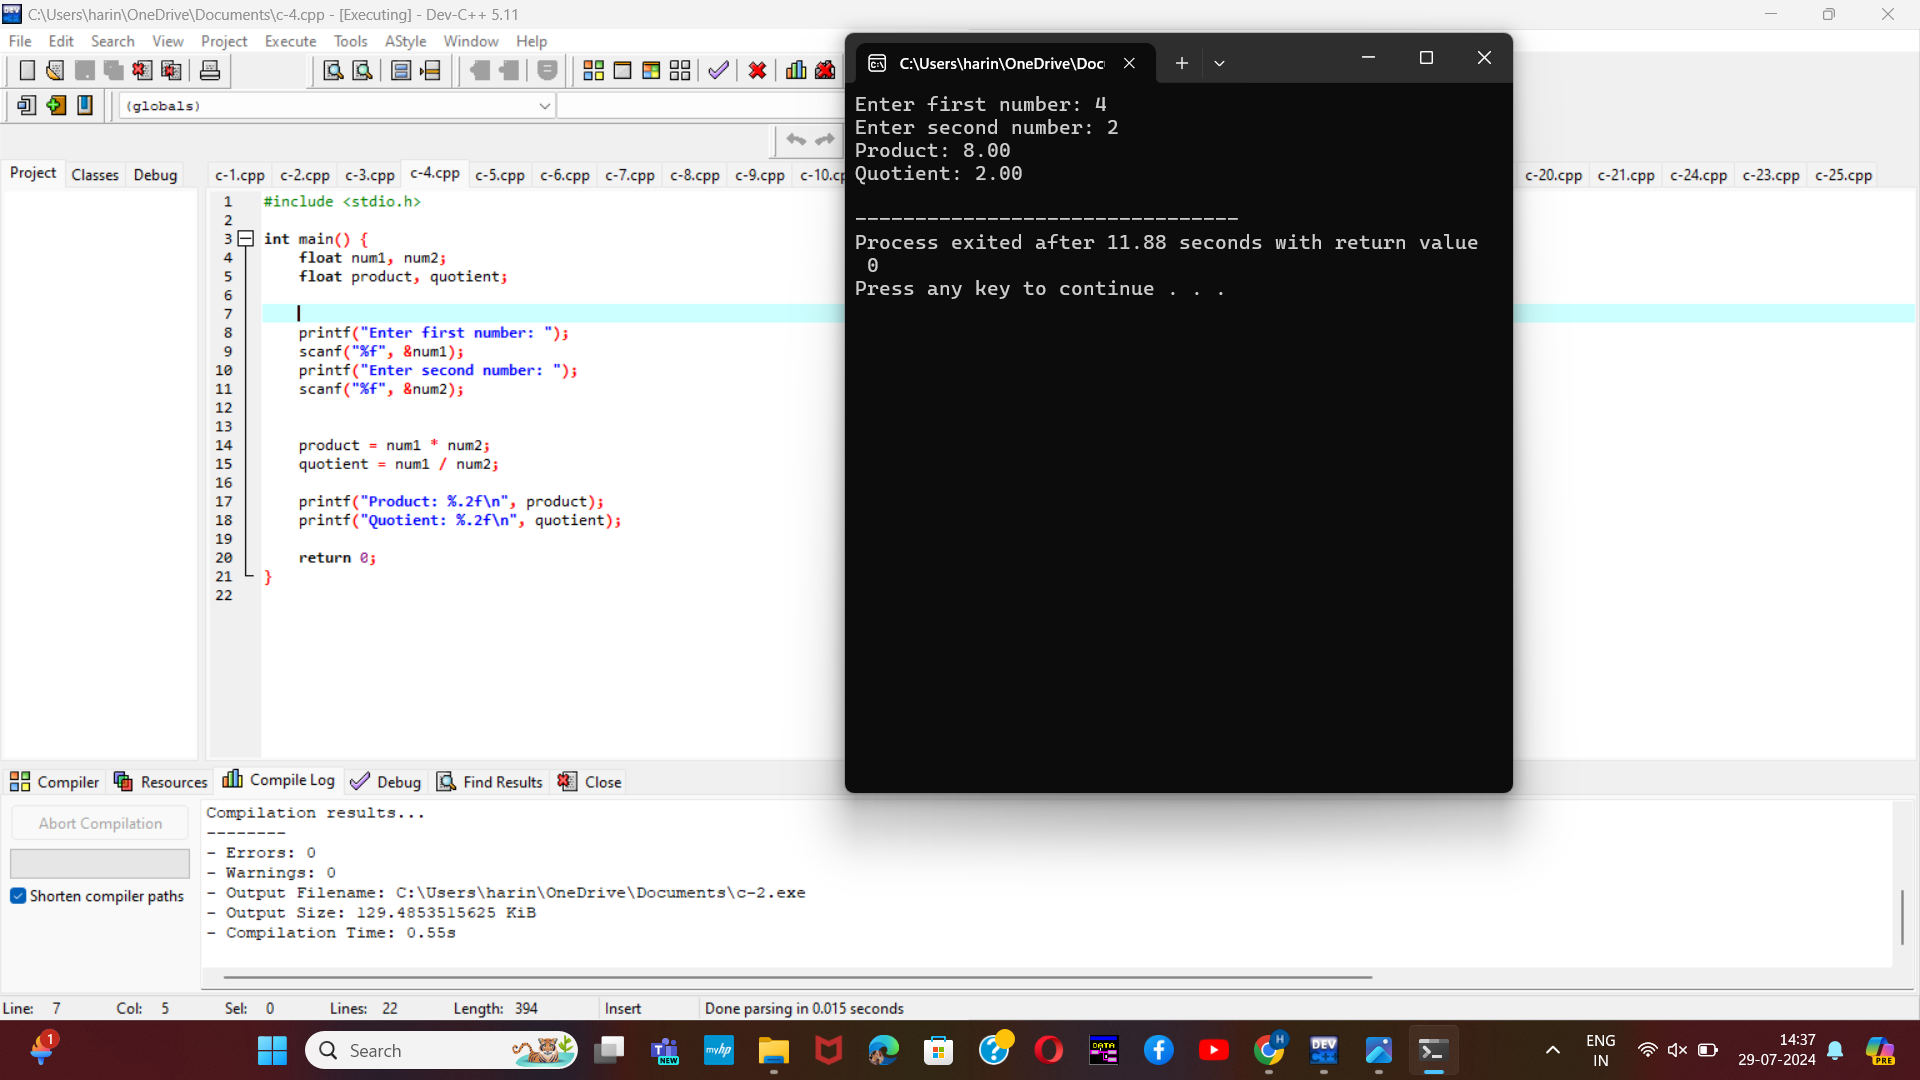 C:\Users\harin\OneDrive\Documents\c-4.cpp - [Executing] - Dev-C++ 5.11
File Edit Search View Project Execute Tools AStyle Window Help
(globals)
Project Classes Debug
c-1.cpp c-2.cpp c-3.cpp c-4.cpp c-5.cpp c-6.cpp c-7.cpp c-8.cpp c-9.cpp c-10.cp c-20.cpp c-21.cpp c-24.cpp c-23.cpp c-25.cpp
1 #include <stdio.h>
2
3 int main() {
4 float num1, num2;
5 float product, quotient;
6
7
8 printf("Enter first number: ");
9 scanf("%f", &num1);
10 printf("Enter second number: ");
11 scanf("%f", &num2);
12
13
14 product = num1 * num2;
15 quotient = num1 / num2;
16
17 printf("Product: %.2f\n", product);
18 printf("Quotient: %.2f\n", quotient);
19
20 return 0;
21 }
22
C:\Users\harin\OneDrive\Doc
Enter first number: 4
Enter second number: 2
Product: 8.00
Quotient: 2.00
--------------------------------
Process exited after 11.88 seconds with return value
0
Press any key to continue . . .
Compiler Resources Compile Log Debug Find Results Close
Abort Compilation
Shorten compiler paths
Compilation results...
--------
- Errors: 0
- Warnings: 0
- Output Filename: C:\Users\harin\OneDrive\Documents\c-2.exe
- Output Size: 129.4853515625 KiB
- Compilation Time: 0.55s
Line: 7 Col: 5 Sel: 0 Lines: 22 Length: 394 Insert Done parsing in 0.015 seconds
1
Search
NEW
myhp
DATA
H
DEV
ENG
IN
14:37
29-07-2024
PRE